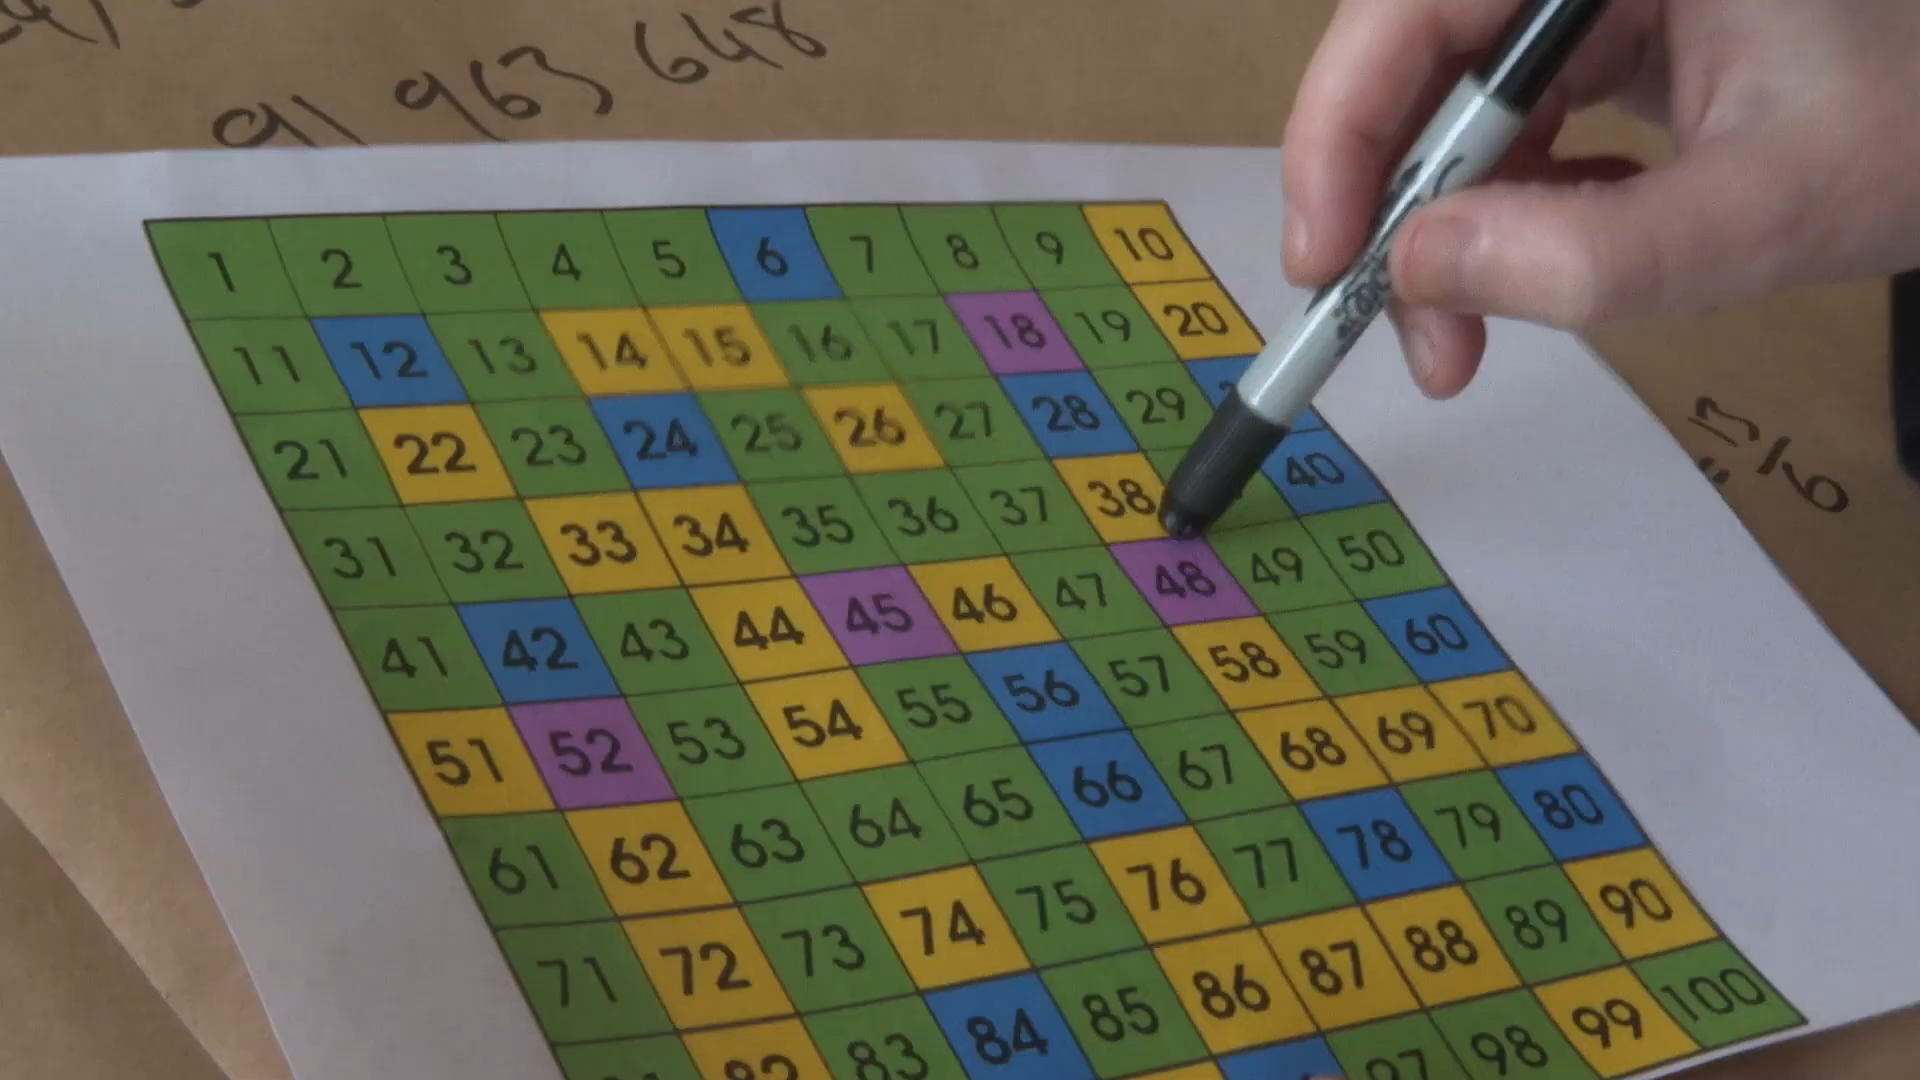 91 963 648
1 2 3 4 5 6 7 8 9 10
11 12 13 14 15 16 17 18 19 20
21 22 23 24 25 26 27 28 29
31 32 33 34 35 36 37 38 40
41 42 43 44 45 46 47 48 49 50
51 52 53 54 55 56 57 58 59 60
61 62 63 64 65 66 67 68 69 70
71 72 73 74 75 76 77 78 79 80
82 83 84 85 86 87 88 89 90
97 98 99 100